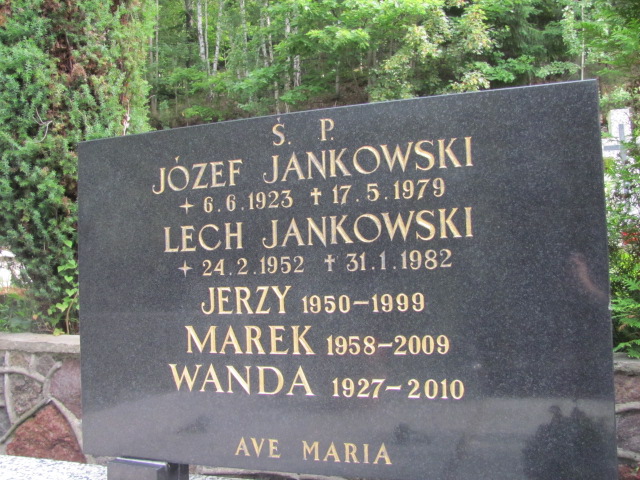 Ś. P.
JÓZEF JANKOWSKI
✦ 6.6.1923 ✝ 17.5.1979
LECH JANKOWSKI
✦ 24.2.1952 ✝ 31.1.1982
JERZY 1950-1999
MAREK 1958-2009
WANDA 1927-2010
AVE MARIA